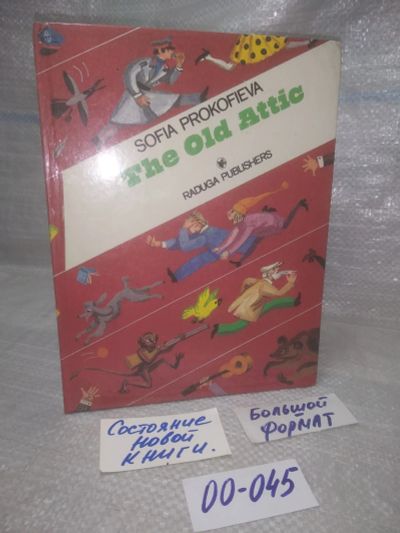 SOFIA PROKOFIEVA
The Old Attic
RADUGA PUBLISHERS
Состояние
новой
книги.
Большой
формат
00-045